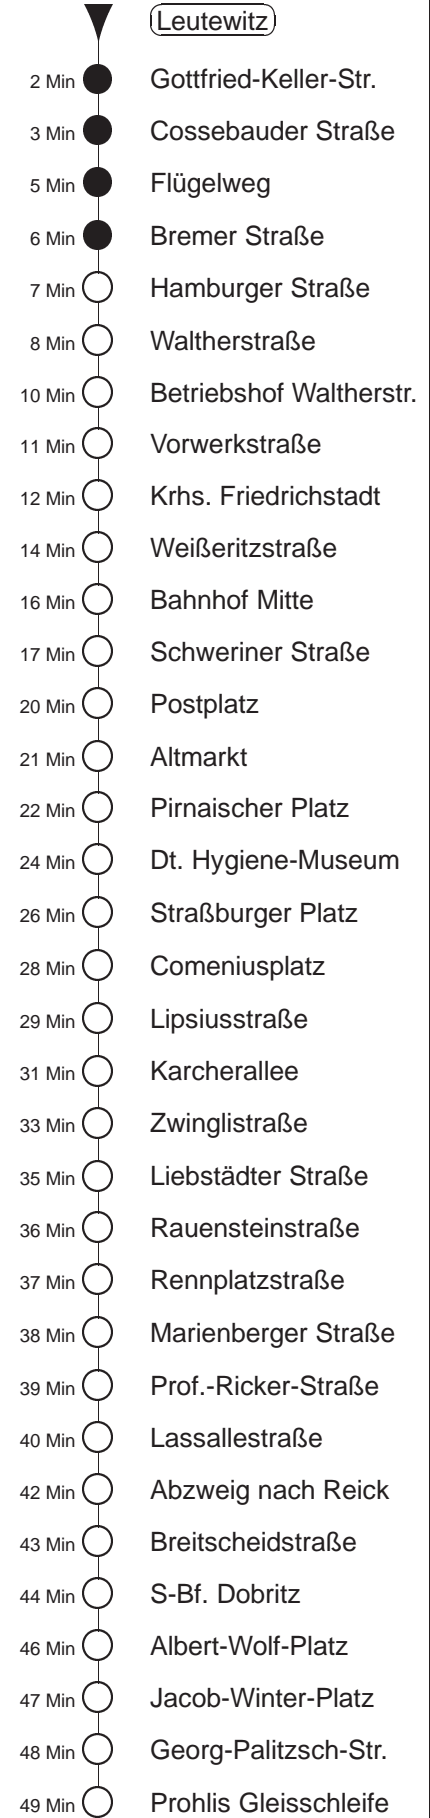 Leutewitz
2 Min Gottfried-Keller-Str.
3 Min Cossebauder Straße
5 Min Flügelweg
6 Min Bremer Straße
7 Min Hamburger Straße
8 Min Waltherstraße
10 Min Betriebshof Waltherstr.
11 Min Vorwerkstraße
12 Min Krhs. Friedrichstadt
14 Min Weißeritzstraße
16 Min Bahnhof Mitte
17 Min Schweriner Straße
20 Min Postplatz
21 Min Altmarkt
22 Min Pirnaischer Platz
24 Min Dt. Hygiene-Museum
26 Min Straßburger Platz
28 Min Comeniusplatz
29 Min Lipsiusstraße
31 Min Karcherallee
33 Min Zwinglistraße
35 Min Liebstädter Straße
36 Min Rauensteinstraße
37 Min Rennplatzstraße
38 Min Marienberger Straße
39 Min Prof.-Ricker-Straße
40 Min Lassallestraße
42 Min Abzweig nach Reick
43 Min Breitscheidstraße
44 Min S-Bf. Dobritz
46 Min Albert-Wolf-Platz
47 Min Jacob-Winter-Platz
48 Min Georg-Palitzsch-Str.
49 Min Prohlis Gleisschleife